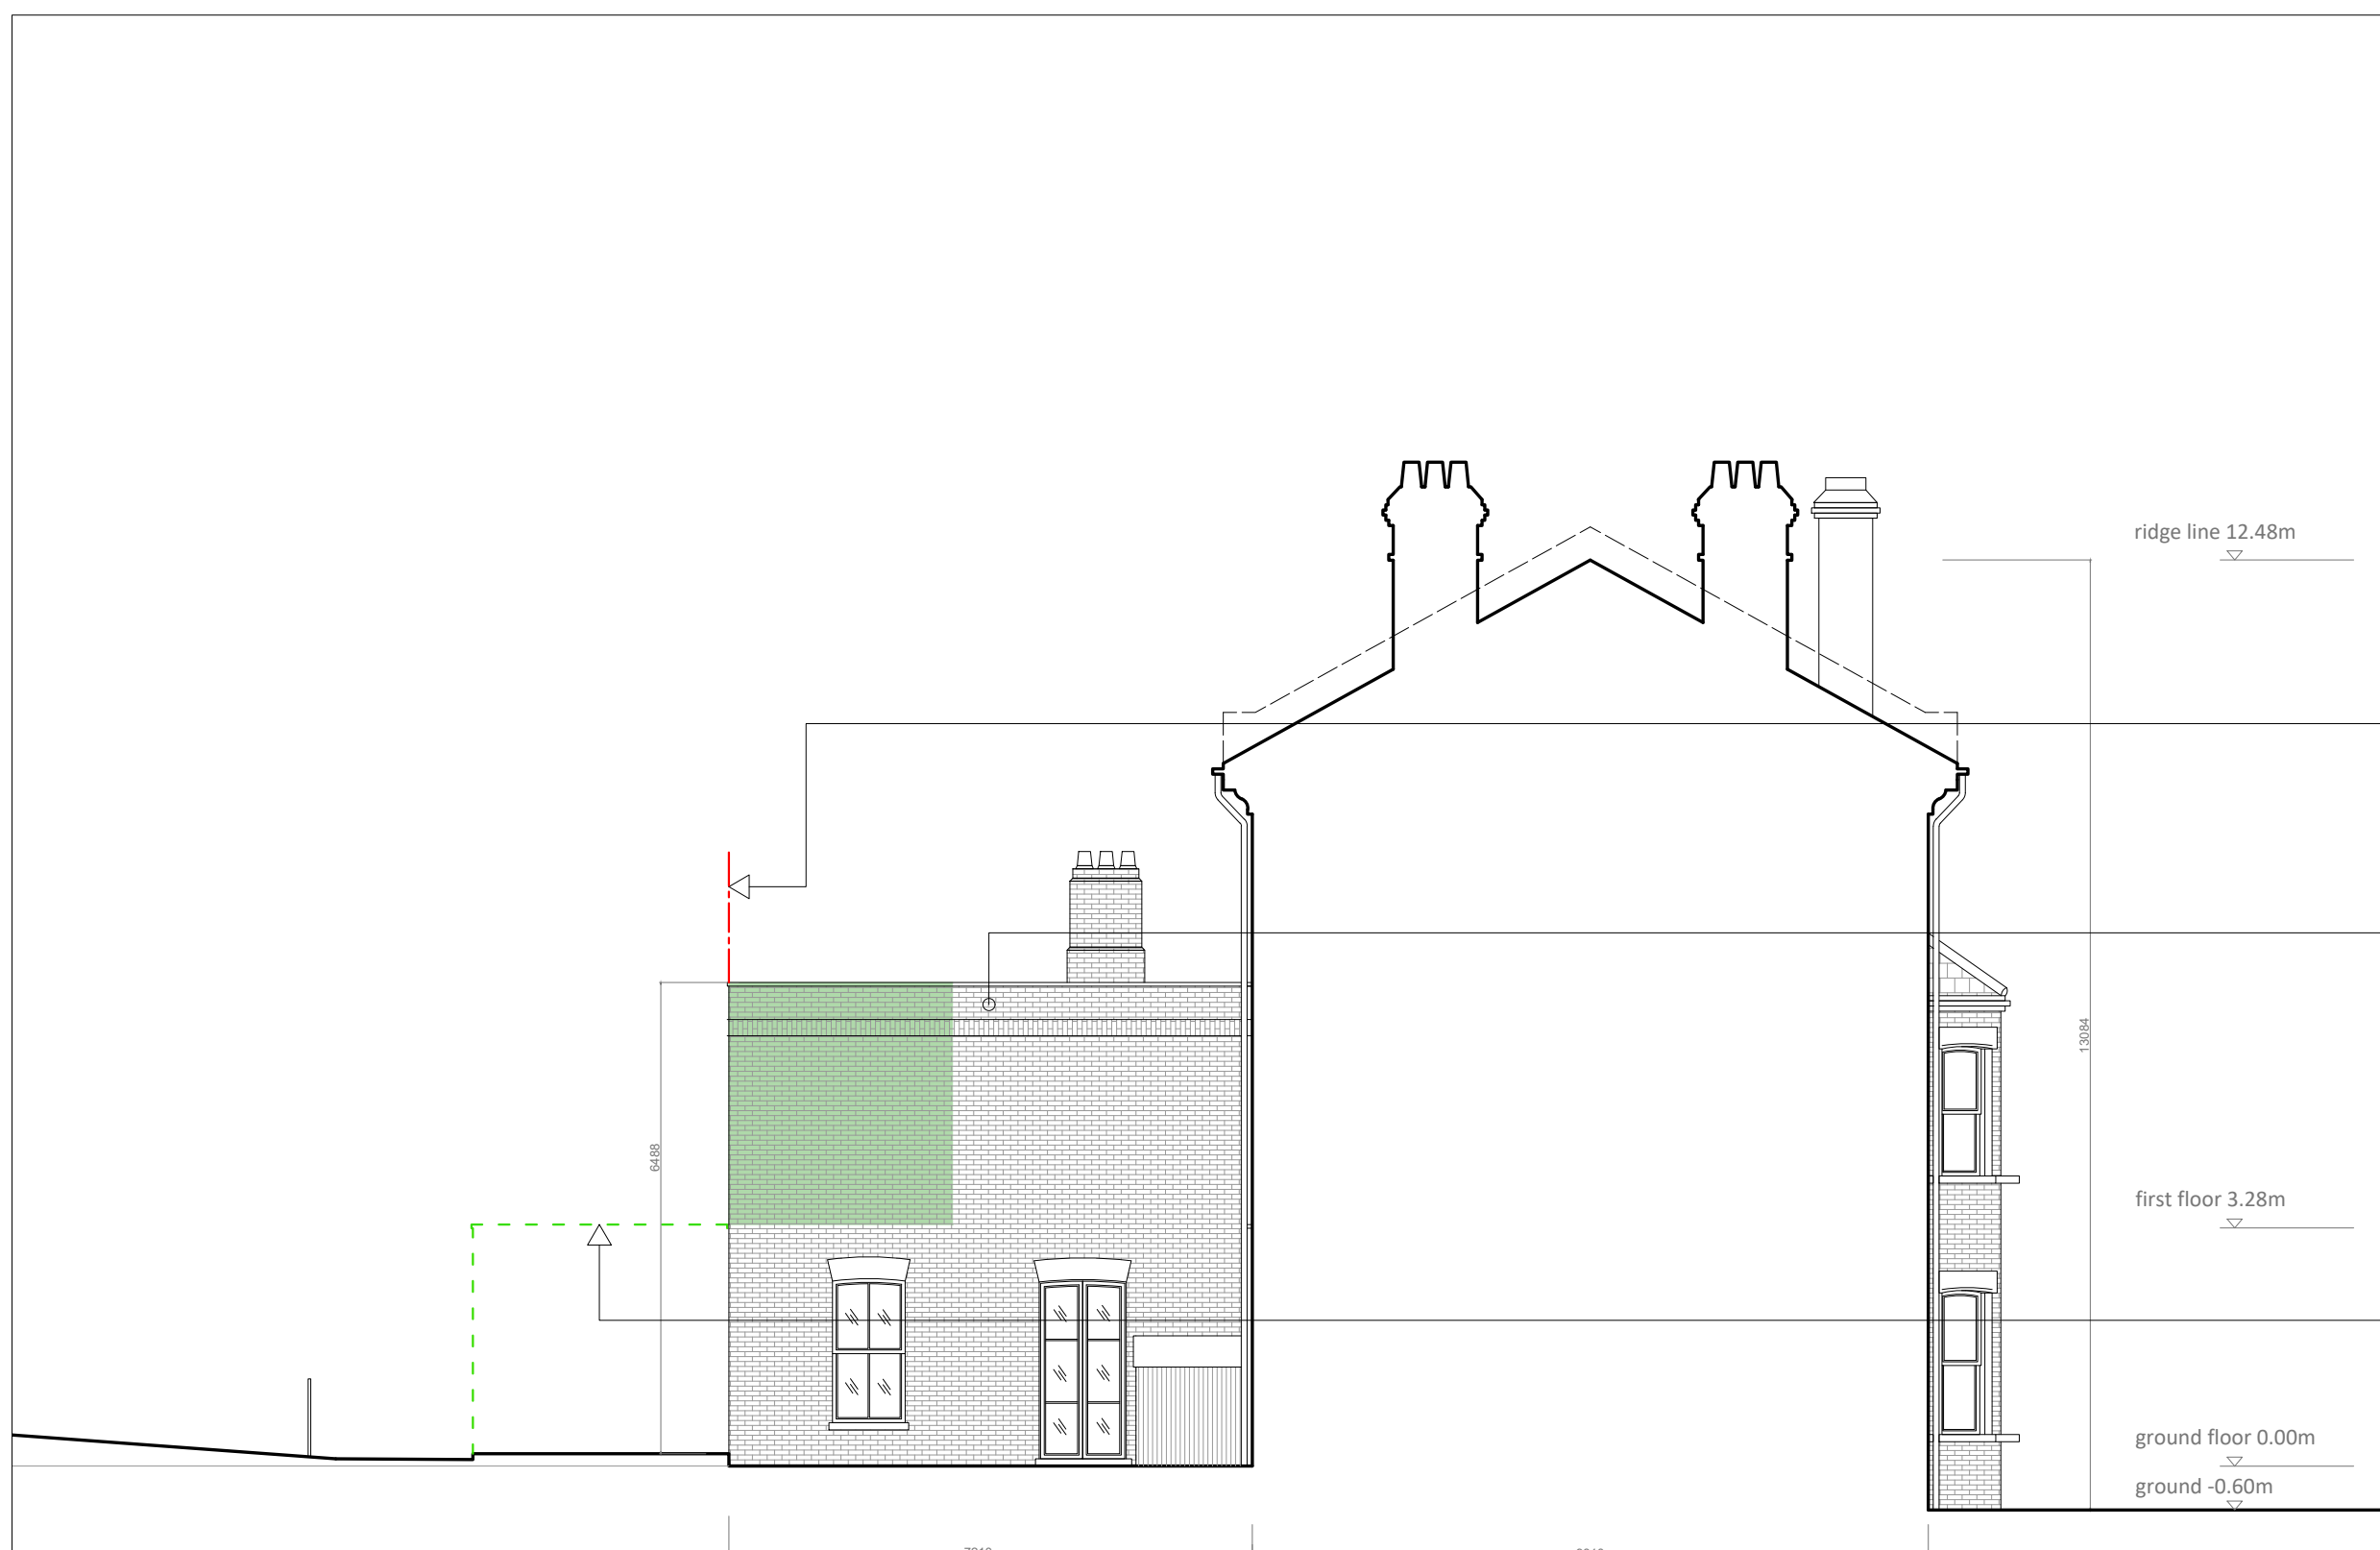 ridge line 12.48m
13084
6488
first floor 3.28m
ground floor 0.00m
ground -0.60m